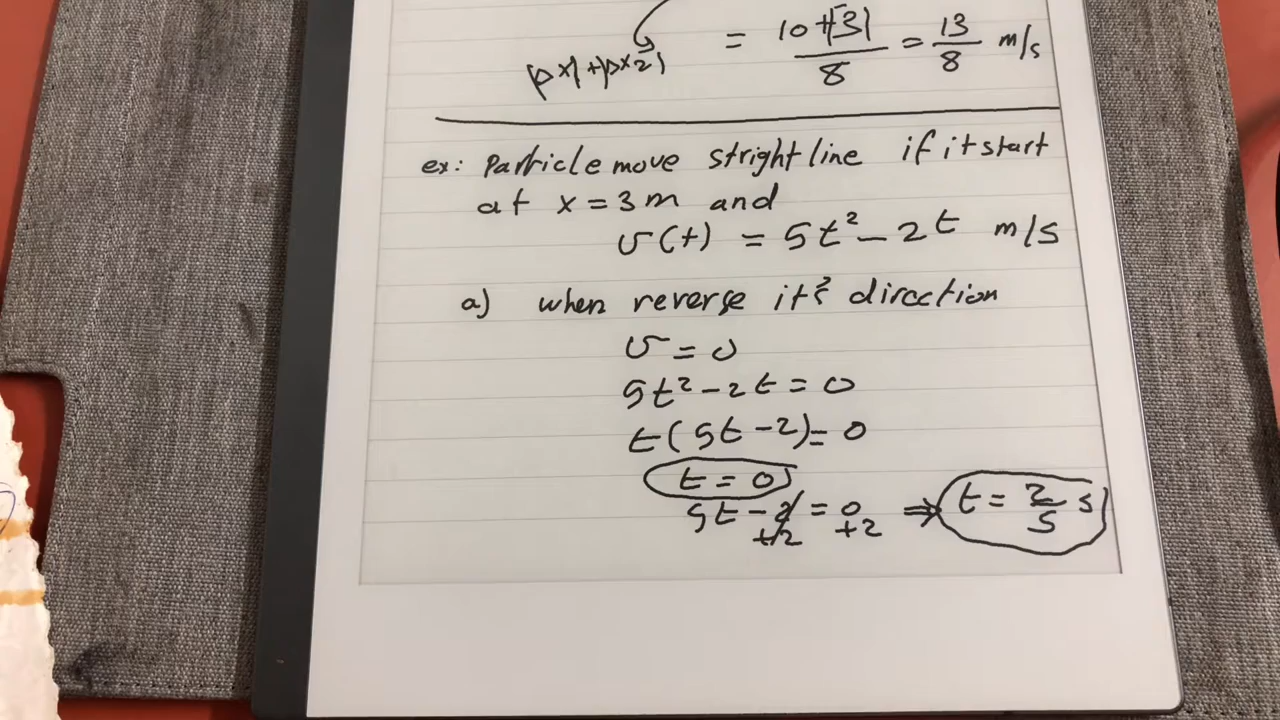 |Δx1|+|Δx2| = 10+|-3| / 8 = 13/8 m/s
ex: Particle move stright line if it start
at x = 3m and
v(t) = 5t² - 2t m/s
a) when reverse it's direction
v = 0
5t² - 2t = 0
t(5t - 2) = 0
t = 0
5t - 2 = 0 ⇒ t = 2/5 s
+2 +2